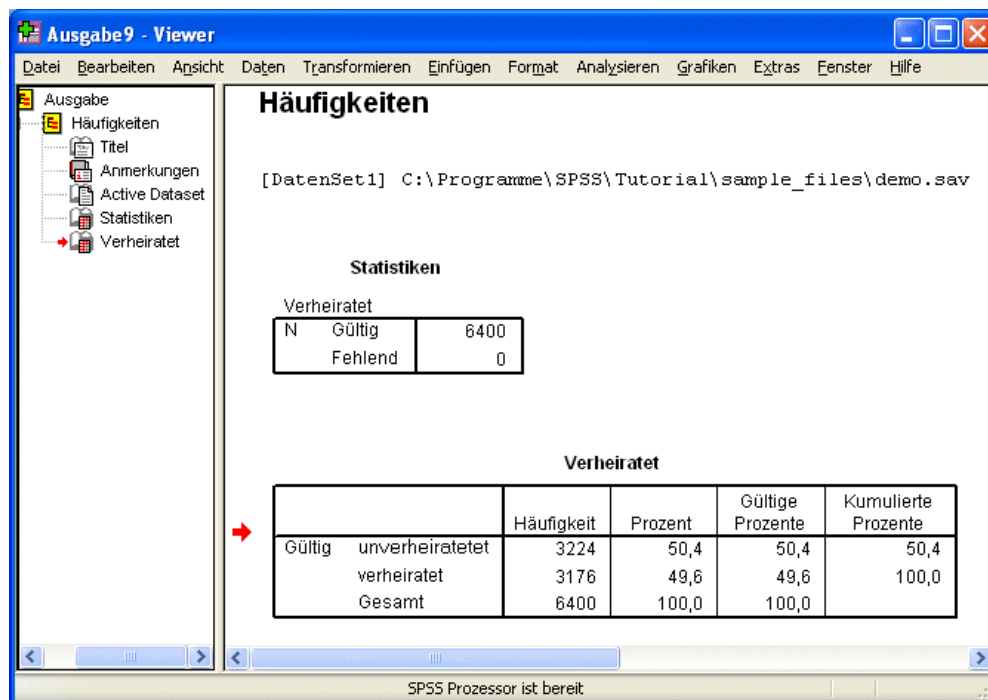 Ausgabe9 - Viewer
Datei Bearbeiten Ansicht Daten Transformieren Einfügen Format Analysieren Grafiken Extras Fenster Hilfe
Ausgabe
Häufigkeiten
Titel
Anmerkungen
Active Dataset
Statistiken
Verheiratet
Häufigkeiten
[DatenSet1] C:\Programme\SPSS\Tutorial\sample_files\demo.sav
Statistiken
Verheiratet
N Gültig 6400
Fehlend 0
Verheiratet
Häufigkeit Prozent Gültige Prozente Kumulierte Prozente
Gültig unverheiratetet 3224 50,4 50,4 50,4
verheiratet 3176 49,6 49,6 100,0
Gesamt 6400 100,0 100,0
SPSS Prozessor ist bereit